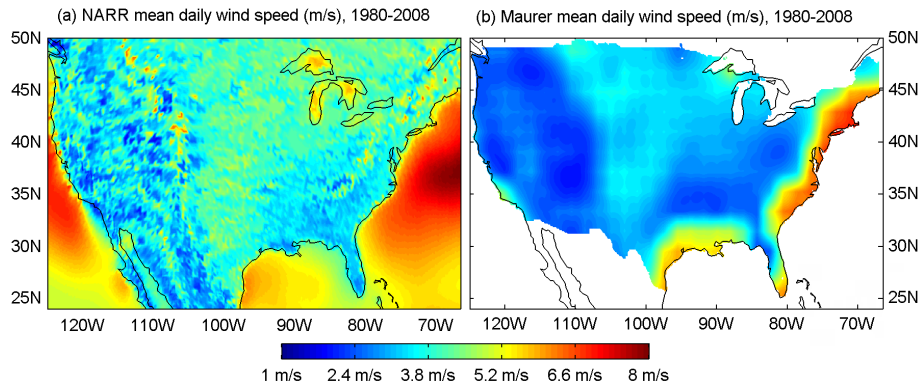 (a) NARR mean daily wind speed (m/s), 1980-2008
(b) Maurer mean daily wind speed (m/s), 1980-2008
50N
45N
40N
35N
30N
25N
120W 110W 100W 90W 80W 70W
50N
45N
40N
35N
30N
25N
120W 110W 100W 90W 80W 70W
1 m/s 2.4 m/s 3.8 m/s 5.2 m/s 6.6 m/s 8 m/s